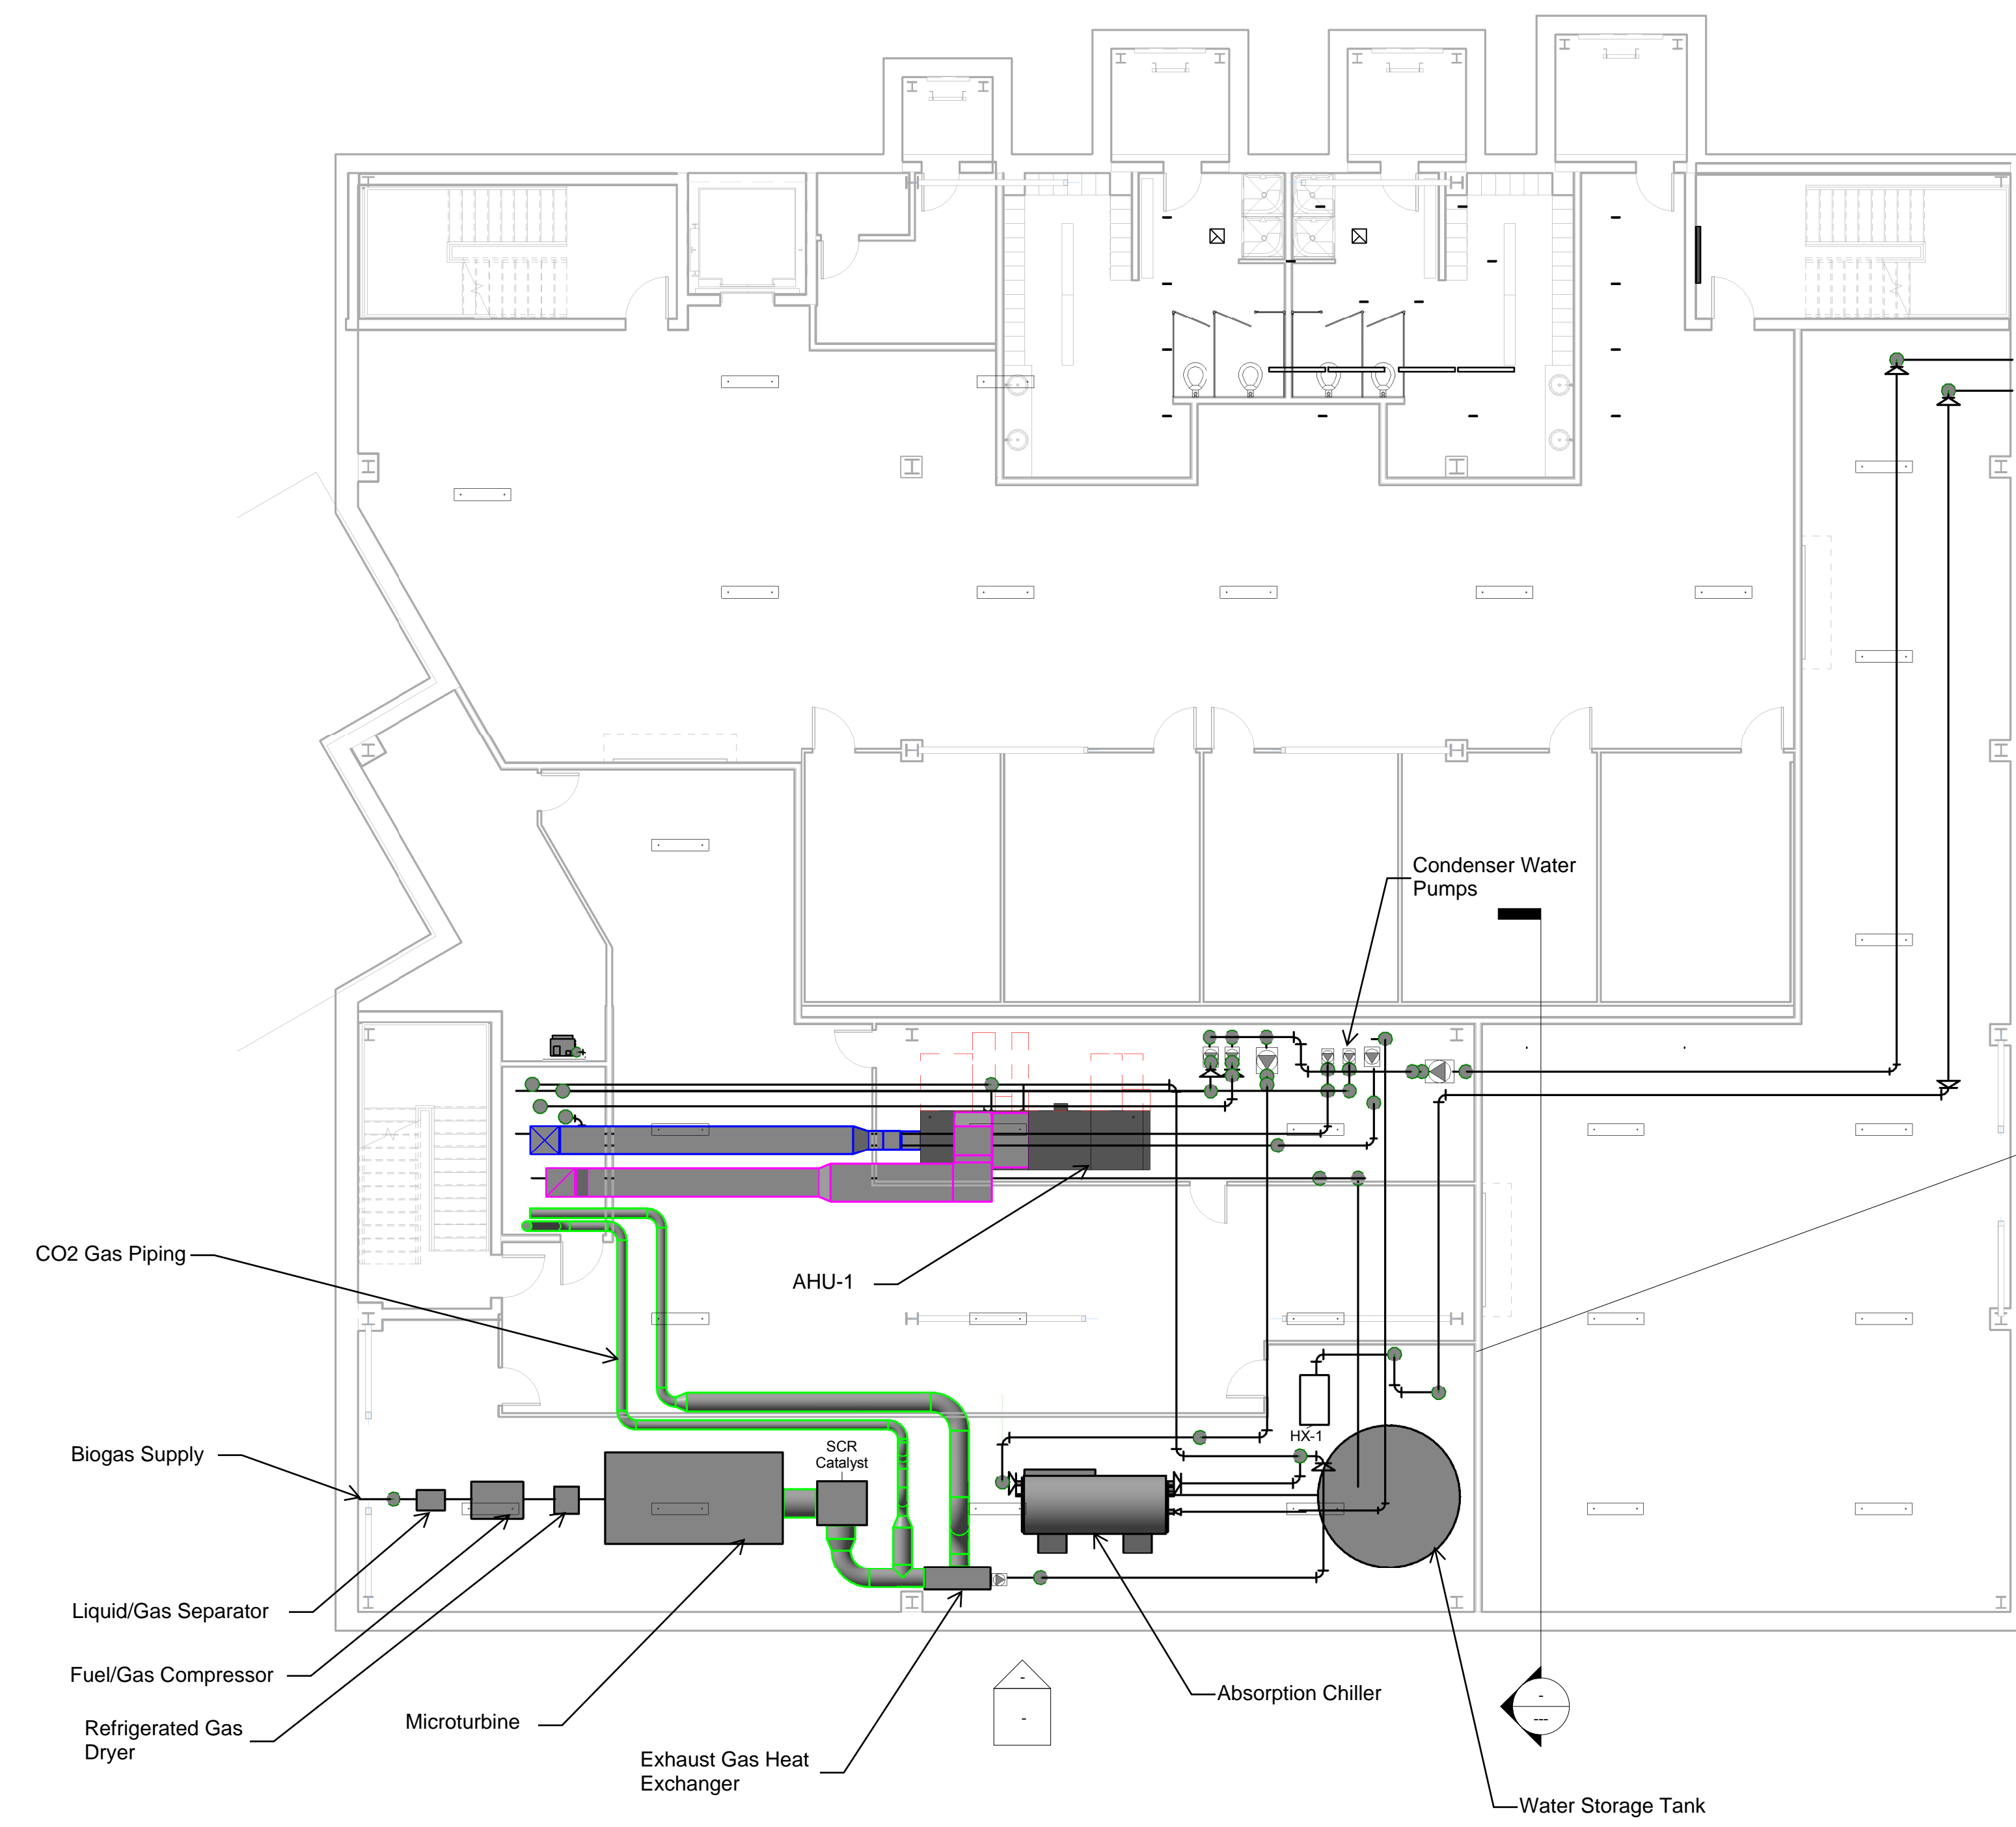 Condenser Water
Pumps
CO2 Gas Piping
AHU-1
HX-1
Biogas Supply
SCR
Catalyst
Liquid/Gas Separator
Fuel/Gas Compressor
Refrigerated Gas
Dryer
Microturbine
Exhaust Gas Heat
Exchanger
-
-
Absorption Chiller
-
---
Water Storage Tank